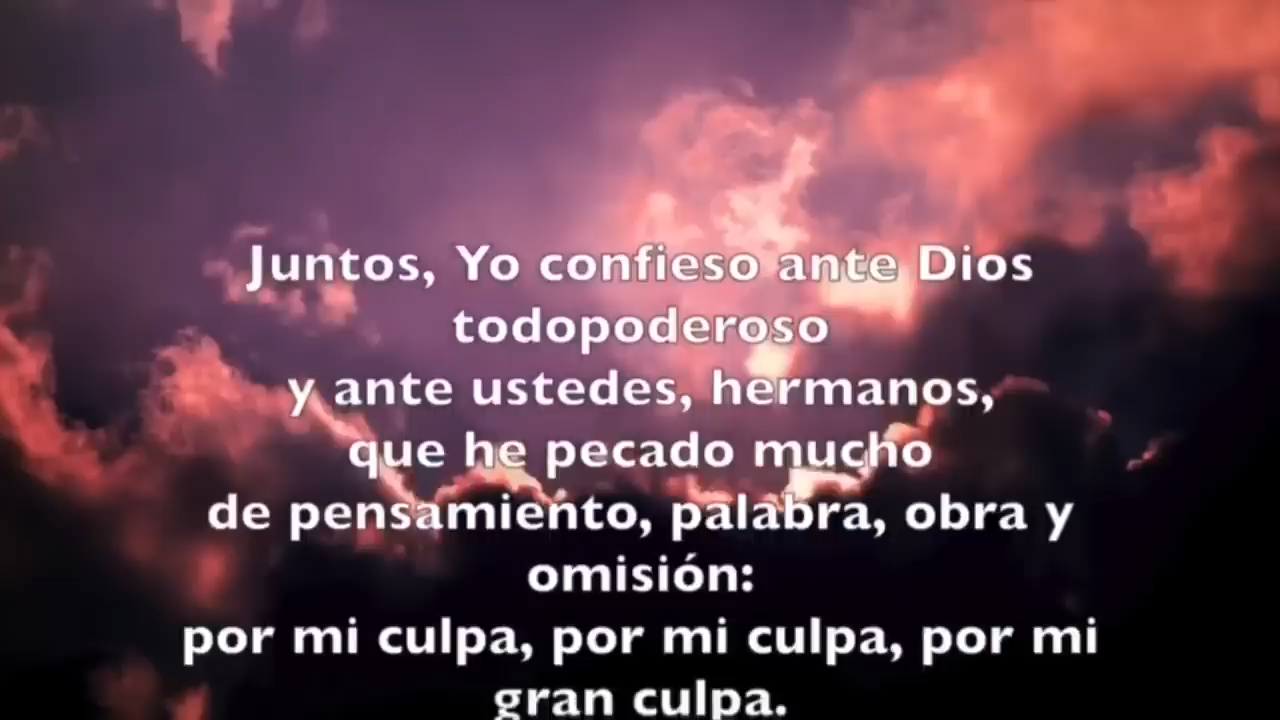 Juntos, Yo confieso ante Dios
todopoderoso
y ante ustedes, hermanos,
que he pecado mucho
de pensamiento, palabra, obra y
omisión:
por mi culpa, por mi culpa, por mi
gran culpa.